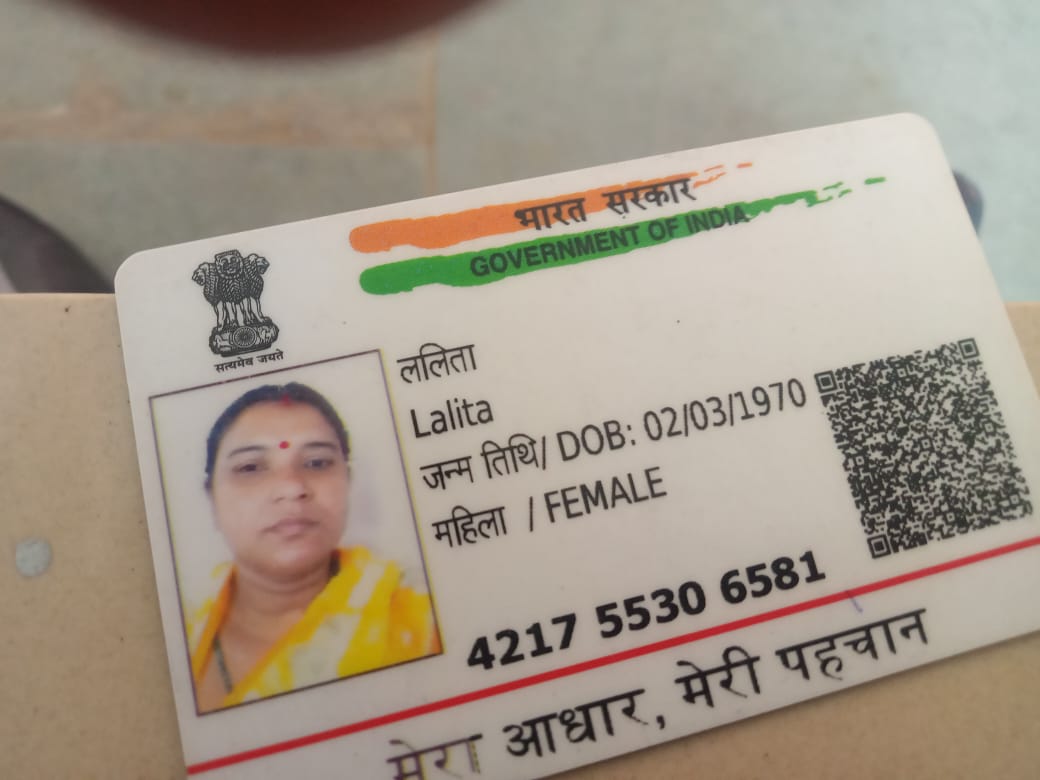 भारत सरकार
GOVERNMENT OF INDIA
सत्यमेव जयते
ललिता
Lalita
जन्म तिथि/ DOB: 02/03/1970
महिला / FEMALE
4217 5530 6581
मेरा आधार, मेरी पहचान